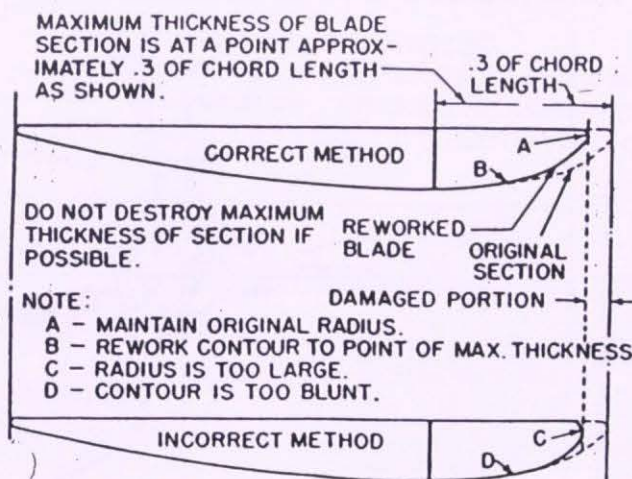 MAXIMUM THICKNESS OF BLADE
SECTION IS AT A POINT APPROX-
IMATELY .3 OF CHORD LENGTH
AS SHOWN.
.3 OF CHORD
LENGTH
A
CORRECT METHOD
B
DO NOT DESTROY MAXIMUM
THICKNESS OF SECTION IF
POSSIBLE.
REWORKED
BLADE
ORIGINAL
SECTION
DAMAGED PORTION
NOTE:
A – MAINTAIN ORIGINAL RADIUS.
B – REWORK CONTOUR TO POINT OF MAX. THICKNESS
C – RADIUS IS TOO LARGE.
D – CONTOUR IS TOO BLUNT.
INCORRECT METHOD
C
D